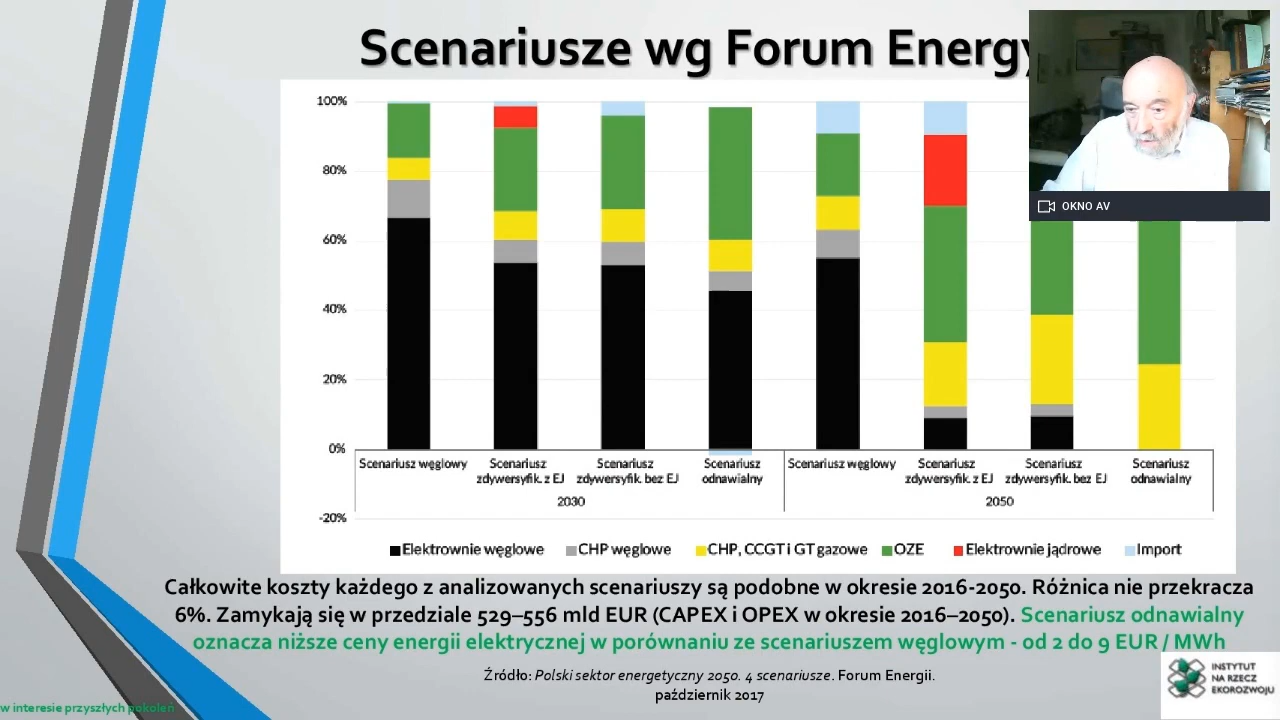 Scenariusze wg Forum Energy
OKNO AV
100%
80%
60%
40%
20%
0%
-20%
Scenariusz węglowy
Scenariusz
zdywersyfik. z EJ
Scenariusz
zdywersyfik. bez EJ
Scenariusz
odnawialny
Scenariusz węglowy
Scenariusz
zdywersyfik. z EJ
Scenariusz
zdywersyfik. bez EJ
Scenariusz
odnawialny
2030
2050
Elektrownie węglowe
CHP węglowe
CHP, CCGT i GT gazowe
OZE
Elektrownie jądrowe
Import
Całkowite koszty każdego z analizowanych scenariuszy są podobne w okresie 2016-2050. Różnica nie przekracza
6%. Zamykają się w przedziale 529–556 mld EUR (CAPEX i OPEX w okresie 2016–2050). Scenariusz odnawialny
oznacza niższe ceny energii elektrycznej w porównaniu ze scenariuszem węglowym - od 2 do 9 EUR / MWh
Źródło: Polski sektor energetyczny 2050. 4 scenariusze. Forum Energii.
październik 2017
INSTYTUT
NA RZECZ
EKOROZWOJU
w interesie przyszłych pokoleń